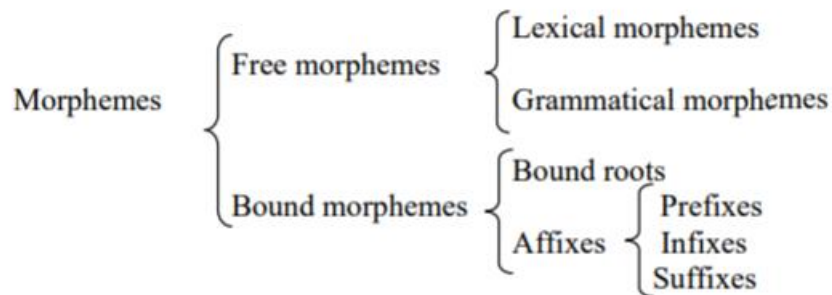 Lexical morphemes
Free morphemes
Morphemes
Grammatical morphemes
Bound roots
Bound morphemes
Prefixes
Affixes
Infixes
Suffixes